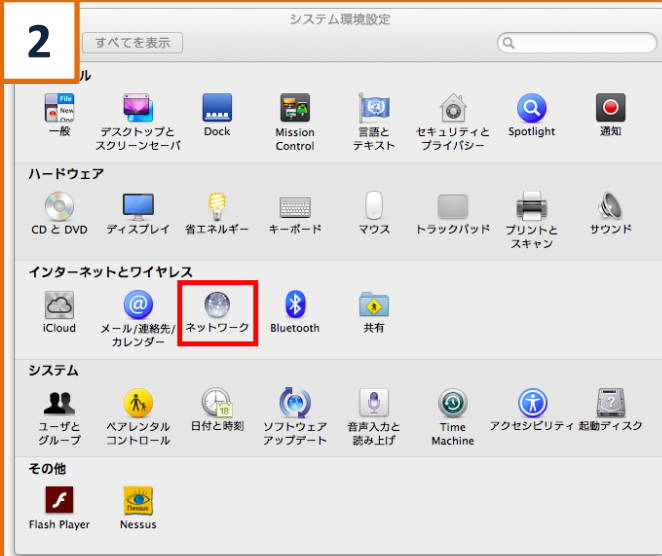 2
システム環境設定
すべてを表示
ル
一般
デスクトップと
スクリーンセーバ
Dock
Mission
Control
言語と
テキスト
セキュリティと
プライバシー
Spotlight
通知
ハードウェア
CD と DVD
ディスプレイ
省エネルギー
キーボード
マウス
トラックパッド
プリントと
スキャン
サウンド
インターネットとワイヤレス
iCloud
メール/連絡先/
カレンダー
ネットワーク
Bluetooth
共有
システム
ユーザと
グループ
ペアレンタル
コントロール
日付と時刻
18
ソフトウェア
アップデート
音声入力と
読み上げ
Time
Machine
アクセシビリティ
起動ディスク
その他
Flash Player
Nessus
File
New
One
Nessus